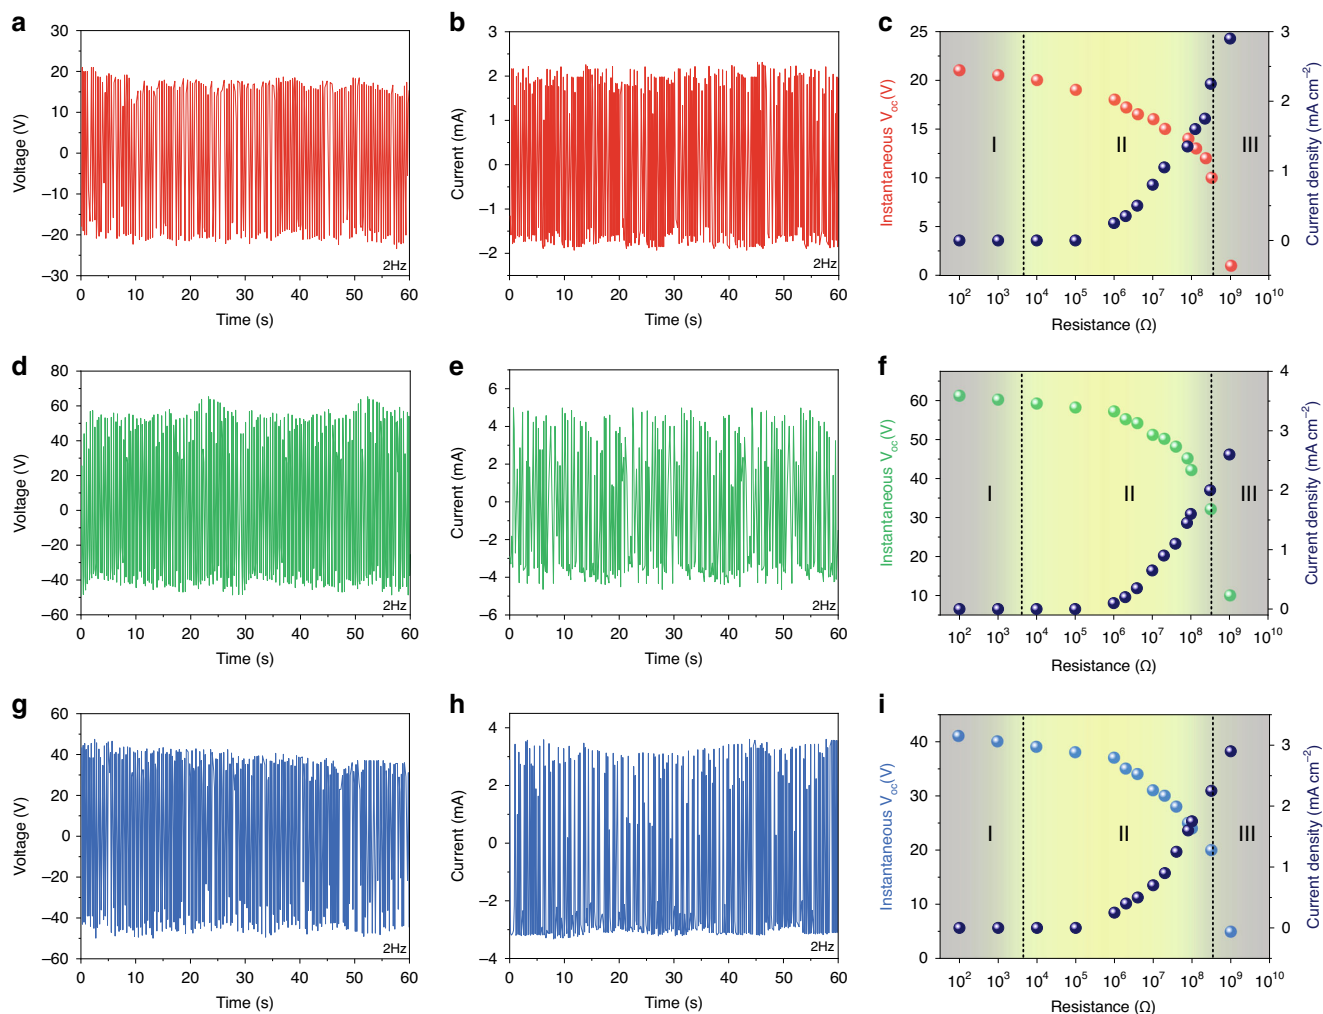 a
30
20
10
0
–10
–20
–30
Voltage (V)
2Hz
0 10 20 30 40 50 60
Time (s)
b
3
2
1
0
–1
–2
Current (mA)
2Hz
0 10 20 30 40 50 60
Time (s)
c
25
20
15
10
5
0
Instantaneous Voc(V)
I II III
3
2
1
0
Current density (mA cm⁻²)
10² 10³ 10⁴ 10⁵ 10⁶ 10⁷ 10⁸ 10⁹ 10¹⁰
Resistance (Ω)
d
80
60
40
20
0
–20
–40
–60
Voltage (V)
2Hz
0 10 20 30 40 50 60
Time (s)
e
6
4
2
0
–2
–4
–6
Current (mA)
2Hz
0 10 20 30 40 50 60
Time (s)
f
60
50
40
30
20
10
Instantaneous Voc(V)
I II III
4
3
2
1
0
Current density (mA cm⁻²)
10² 10³ 10⁴ 10⁵ 10⁶ 10⁷ 10⁸ 10⁹ 10¹⁰
Resistance (Ω)
g
60
40
20
0
–20
–40
–60
Voltage (V)
2Hz
0 10 20 30 40 50 60
Time (s)
h
4
2
0
–2
–4
Current (mA)
2Hz
0 10 20 30 40 50 60
Time (s)
i
40
30
20
10
0
Instantaneous Voc(V)
I II III
3
2
1
0
Current density (mA cm⁻²)
10² 10³ 10⁴ 10⁵ 10⁶ 10⁷ 10⁸ 10⁹ 10¹⁰
Resistance (Ω)